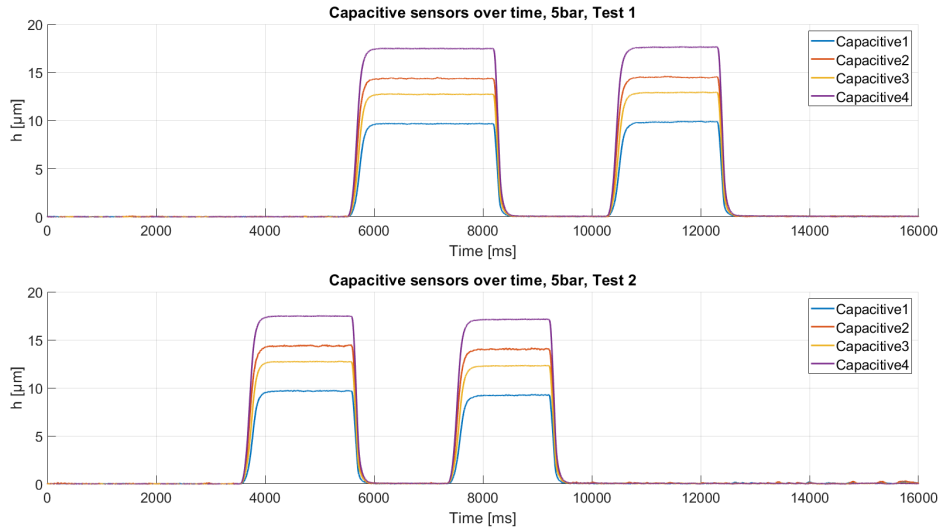 Capacitive sensors over time, 5bar, Test 1
h [μm]
20
15
10
5
0
Capacitive1
Capacitive2
Capacitive3
Capacitive4
0 2000 4000 6000 8000 10000 12000 14000 16000
Time [ms]
Capacitive sensors over time, 5bar, Test 2
h [μm]
20
15
10
5
0
Capacitive1
Capacitive2
Capacitive3
Capacitive4
0 2000 4000 6000 8000 10000 12000 14000 16000
Time [ms]